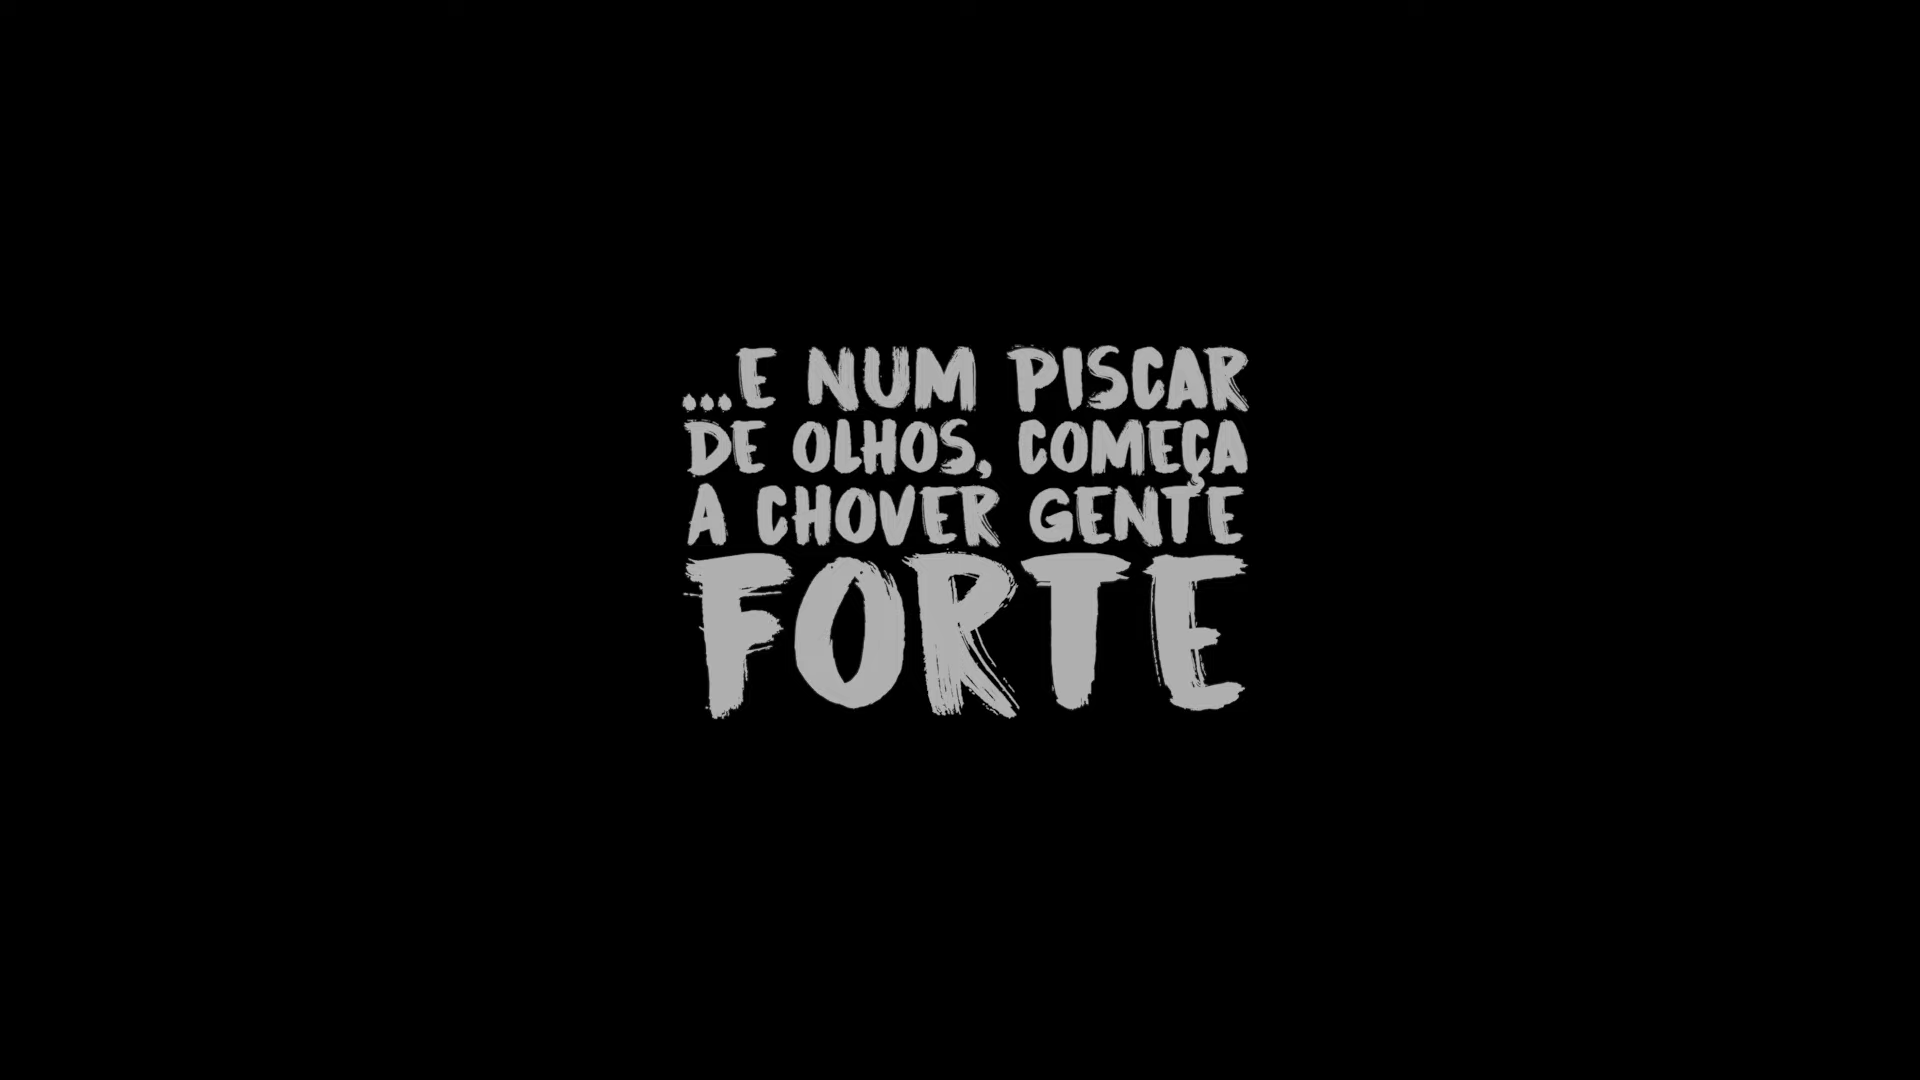 ...E NUM PISCAR
DE OLHOS, COMEÇA
A CHOVER GENTE
FORTE